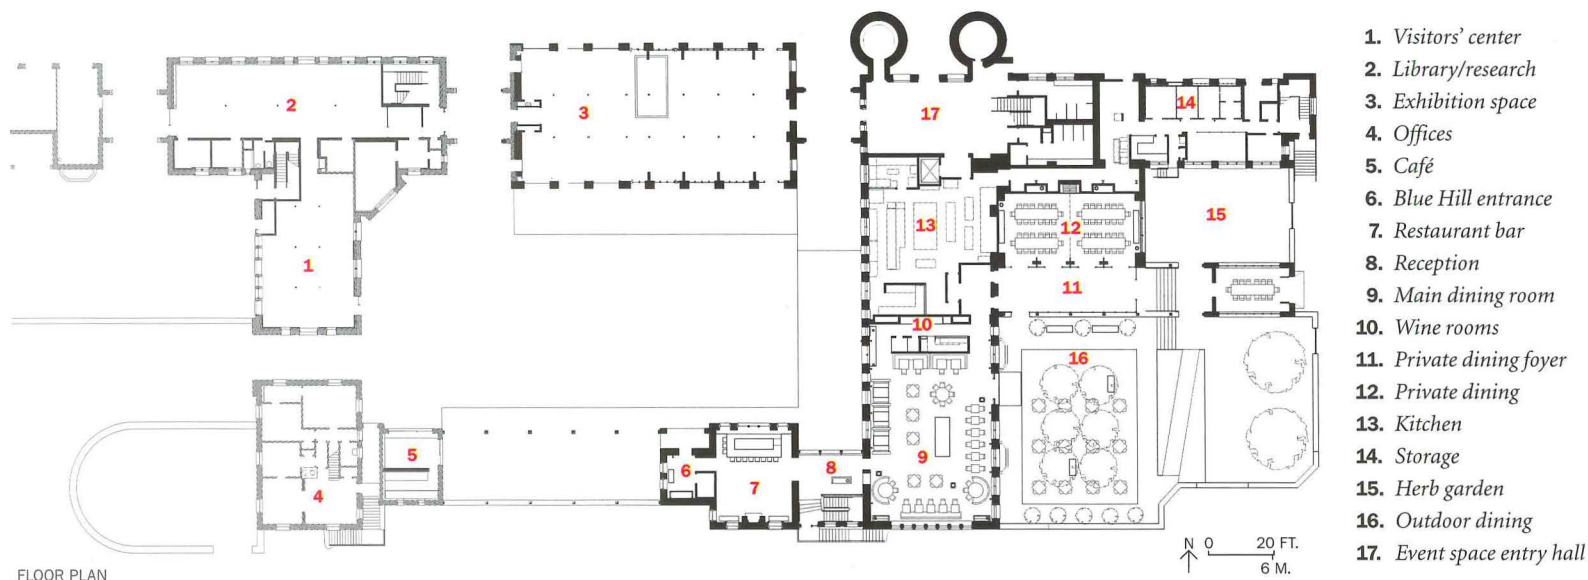 2
3
17
14
1. Visitors' center
2. Library/research
3. Exhibition space
4. Offices
5. Café
6. Blue Hill entrance
7. Restaurant bar
8. Reception
9. Main dining room
10. Wine rooms
11. Private dining foyer
12. Private dining
13. Kitchen
14. Storage
15. Herb garden
16. Outdoor dining
17. Event space entry hall
1
13
12
15
11
10
16
5
4
6
7
8
9
N 0 20 FT.
6 M.
FLOOR PLAN